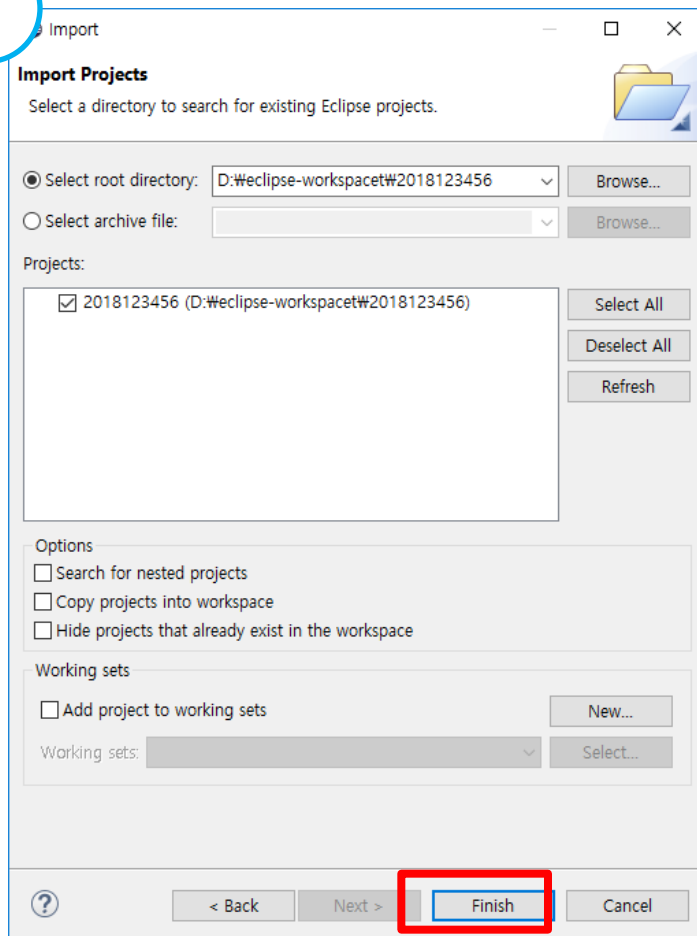 Import
Import Projects
Select a directory to search for existing Eclipse projects.
Select root directory: D:₩eclipse-workspacet₩2018123456 Browse...
Select archive file: Browse...
Projects:
2018123456 (D:₩eclipse-workspacet₩2018123456) Select All
Deselect All
Refresh
Options
Search for nested projects
Copy projects into workspace
Hide projects that already exist in the workspace
Working sets
Add project to working sets New...
Working sets: Select...
? < Back Next > Finish Cancel